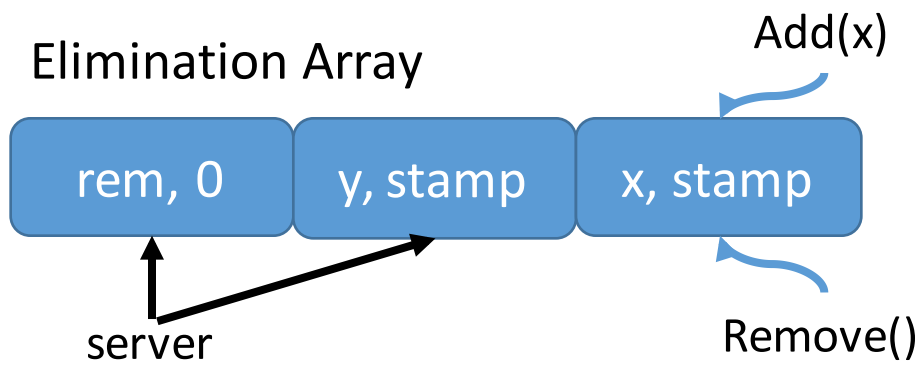 Add(x)
Elimination Array
rem, 0
y, stamp
x, stamp
server
Remove()